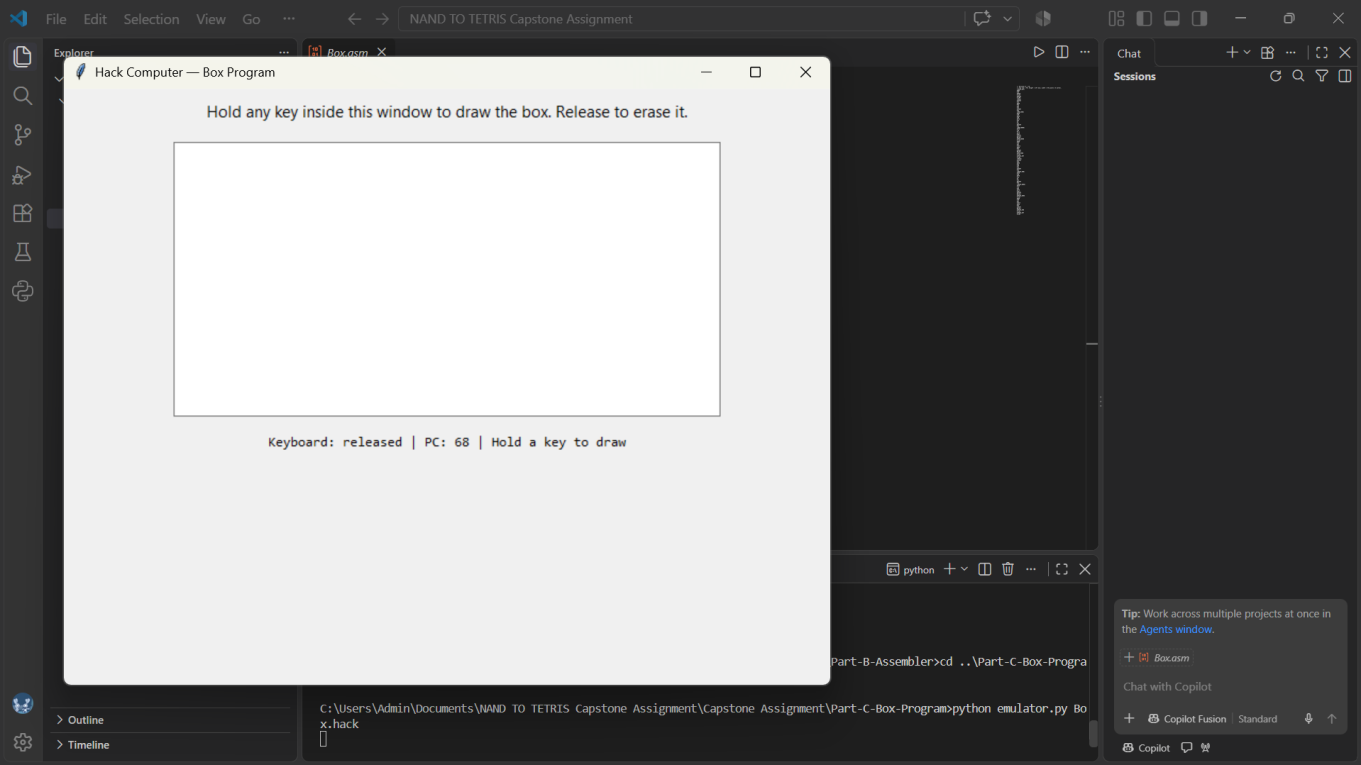 File Edit Selection View Go ···
NAND TO TETRIS Capstone Assignment
Explorer ···
Box.asm
Hack Computer — Box Program
Hold any key inside this window to draw the box. Release to erase it.
Keyboard: released | PC: 68 | Hold a key to draw
python
Part-B-Assembler>cd ..\Part-C-Box-Progra
C:\Users\Admin\Documents\NAND TO TETRIS Capstone Assignment\Capstone Assignment\Part-C-Box-Program>python emulator.py Bo
x.hack
Outline
Timeline
Chat
Sessions
Tip: Work across multiple projects at once in
the Agents window.
Box.asm
Chat with Copilot
Copilot Fusion Standard
Copilot